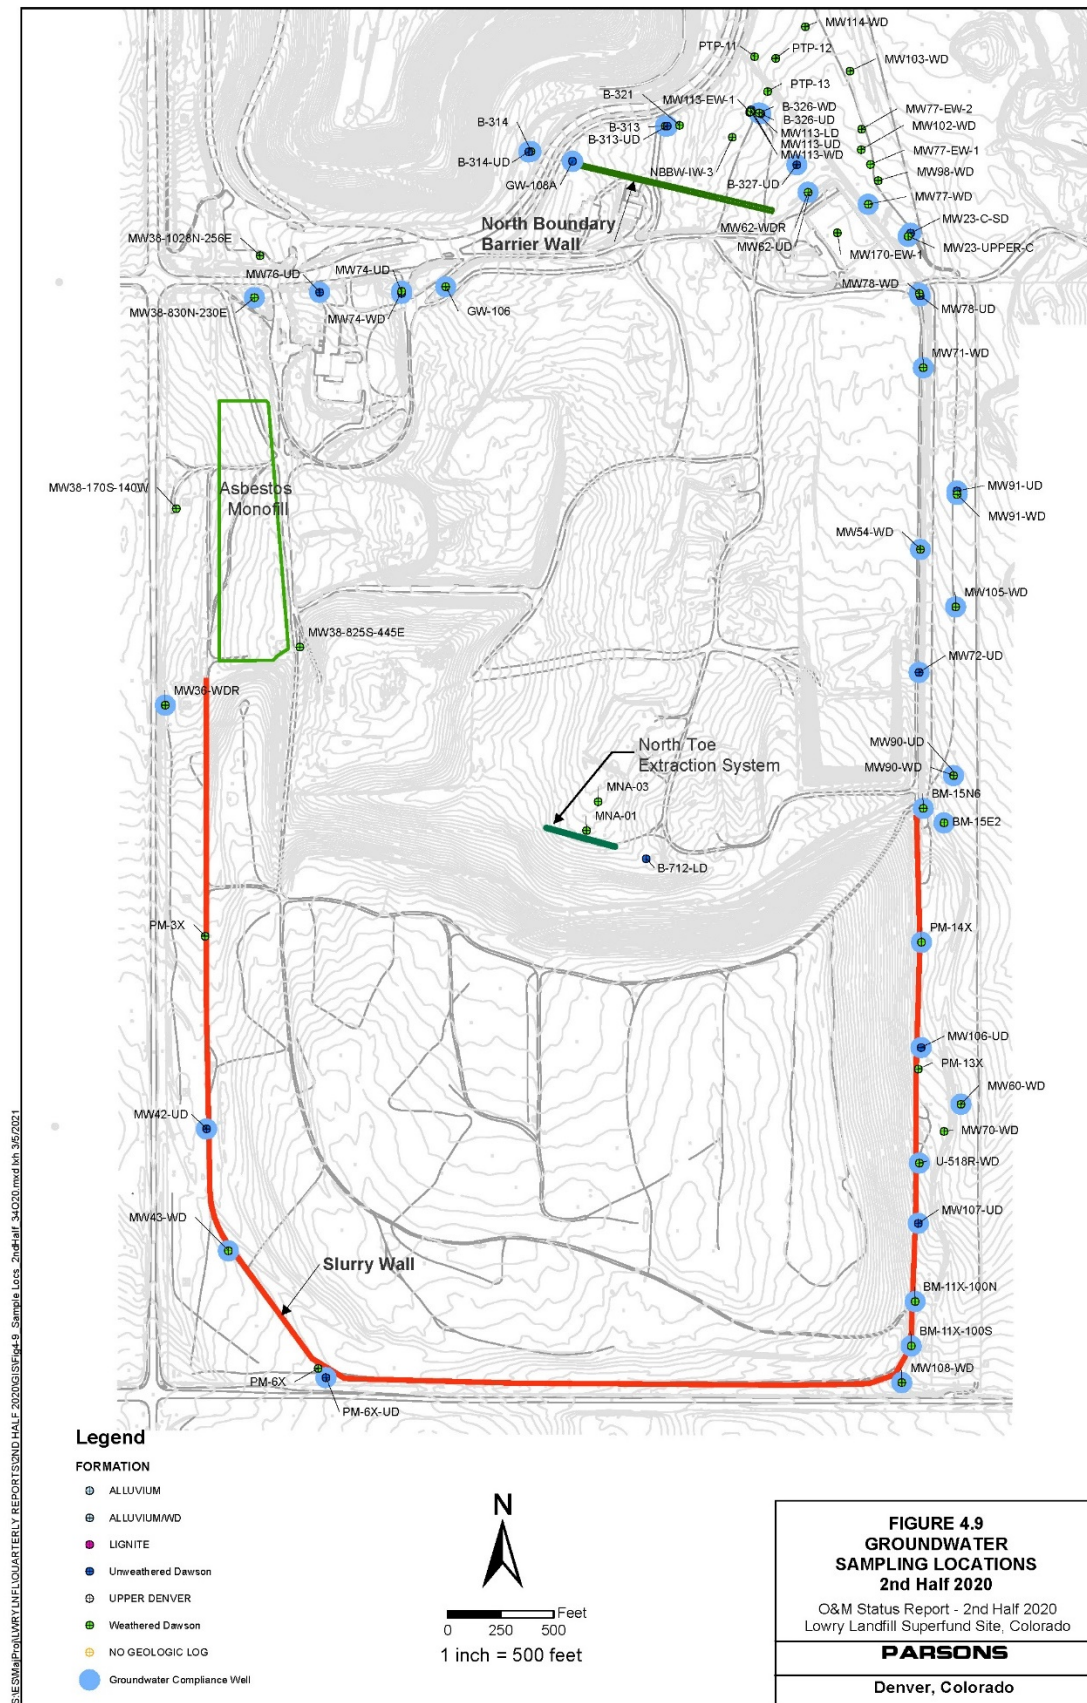 MW114-WD
PTP-11
PTP-12
MW103-WD
PTP-13
B-321
MW113-EW-1
B-326-WD
B-326-UD
MW77-EW-2
B-314
B-313
B-313-UD
MW113-LD
MW113-UD
MW113-WD
MW102-WD
MW77-EW-1
B-314-UD
GW-108A
NBBW-IW-3
B-327-UD
MW98-WD
MW77-WD
North Boundary
Barrier Wall
MW62-WDR
MW62-UD
MW23-C-SD
MW23-UPPER-C
MW38-1028N-256E
MW170-EW-1
MW76-UD
MW74-UD
MW78-WD
MW38-830N-230E
MW74-WD
GW-106
MW78-UD
MW71-WD
MW38-170S-140W
Asbestos
Monofill
MW91-UD
MW91-WD
MW54-WD
MW105-WD
MW38-825S-445E
MW72-UD
MW36-WDR
North Toe
Extraction System
MW90-UD
MW90-WD
MNA-03
BM-15N6
MNA-01
BM-15E2
B-712-LD
PM-3X
PM-14X
MW106-UD
PM-13X
MW60-WD
MW42-UD
MW70-WD
U-518R-WD
MW43-WD
MW107-UD
Slurry Wall
BM-11X-100N
BM-11X-100S
PM-6X
MW108-WD
PM-6X-UD
Legend
FORMATION
ALLUVIUM
ALLUVIUM/WD
LIGNITE
Unweathered Dawson
UPPER DENVER
Weathered Dawson
NO GEOLOGIC LOG
Groundwater Compliance Well
N
0 250 500 Feet
1 inch = 500 feet
FIGURE 4.9
GROUNDWATER
SAMPLING LOCATIONS
2nd Half 2020
O&M Status Report - 2nd Half 2020
Lowry Landfill Superfund Site, Colorado
PARSONS
Denver, Colorado